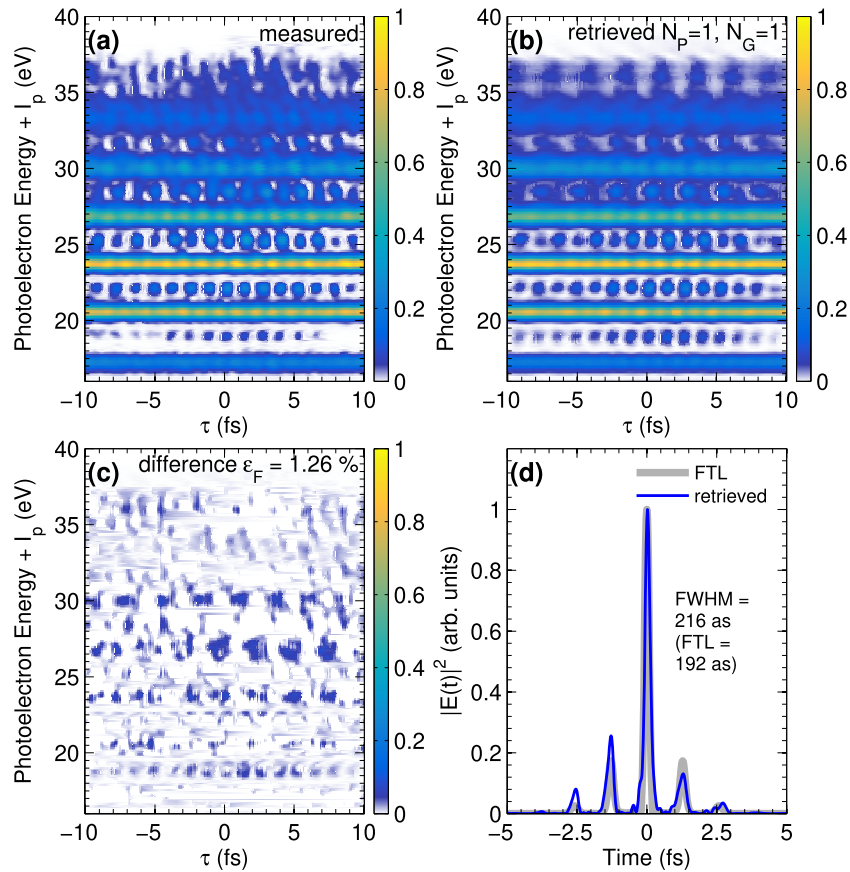 (a) measured
Photoelectron Energy + I_p (eV)
40
35
30
25
20
−10 −5 0 5 10
τ (fs)
1
0.8
0.6
0.4
0.2
0
(b) retrieved N_P=1, N_G=1
Photoelectron Energy + I_p (eV)
40
35
30
25
20
−10 −5 0 5 10
τ (fs)
1
0.8
0.6
0.4
0.2
0
(c) difference ε_F = 1.26 %
Photoelectron Energy + I_p (eV)
40
35
30
25
20
−10 −5 0 5 10
τ (fs)
1
0.8
0.6
0.4
0.2
0
(d)
FTL
retrieved
FWHM =
216 as
(FTL =
192 as)
|E(t)|² (arb. units)
1
0.8
0.6
0.4
0.2
0
−5 −2.5 0 2.5 5
Time (fs)